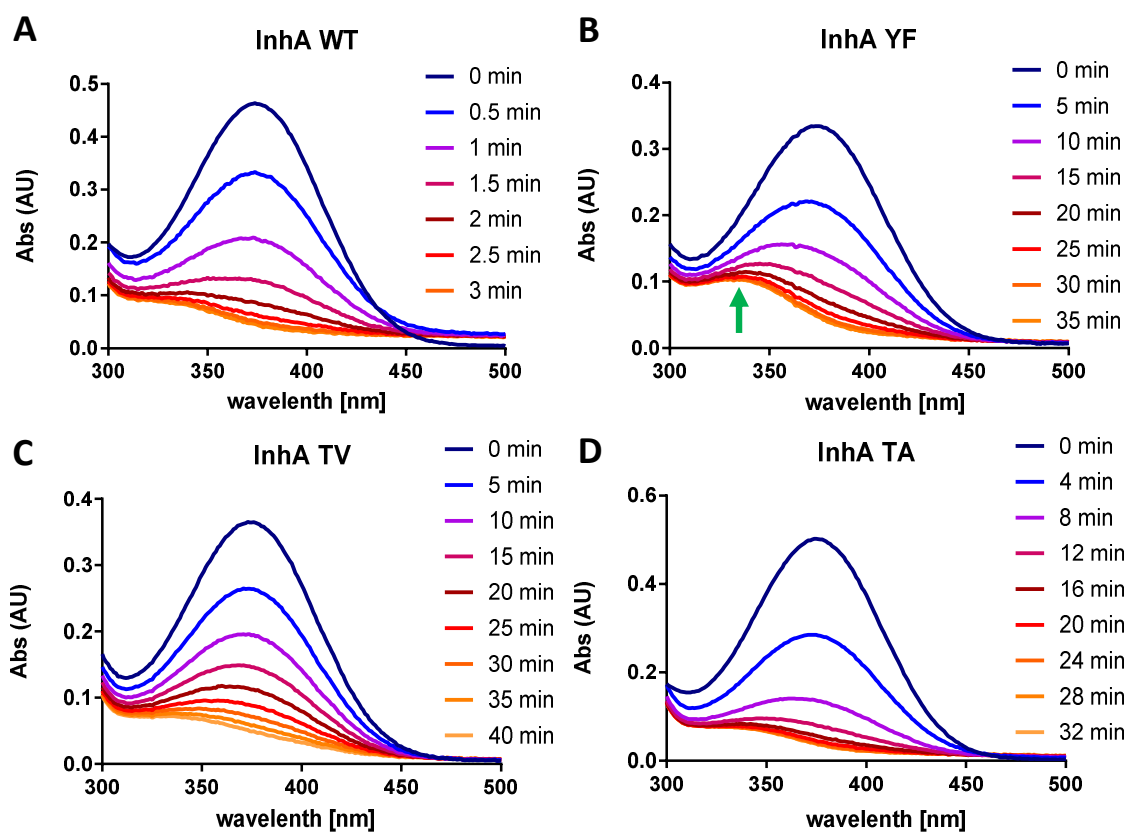 A
InhA WT
Abs (AU)
0.5
0.4
0.3
0.2
0.1
0.0
300
350
400
450
500
wavelenth [nm]
0 min
0.5 min
1 min
1.5 min
2 min
2.5 min
3 min
B
InhA YF
Abs (AU)
0.4
0.3
0.2
0.1
0.0
300
350
400
450
500
wavelenth [nm]
0 min
5 min
10 min
15 min
20 min
25 min
30 min
35 min
C
InhA TV
Abs (AU)
0.4
0.3
0.2
0.1
0.0
300
350
400
450
500
wavelenth [nm]
0 min
5 min
10 min
15 min
20 min
25 min
30 min
35 min
40 min
D
InhA TA
Abs (AU)
0.6
0.4
0.2
0.0
300
350
400
450
500
wavelenth [nm]
0 min
4 min
8 min
12 min
16 min
20 min
24 min
28 min
32 min